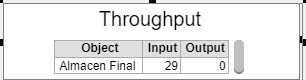 Throughput
Object Input Output
Almacen Final 29 0